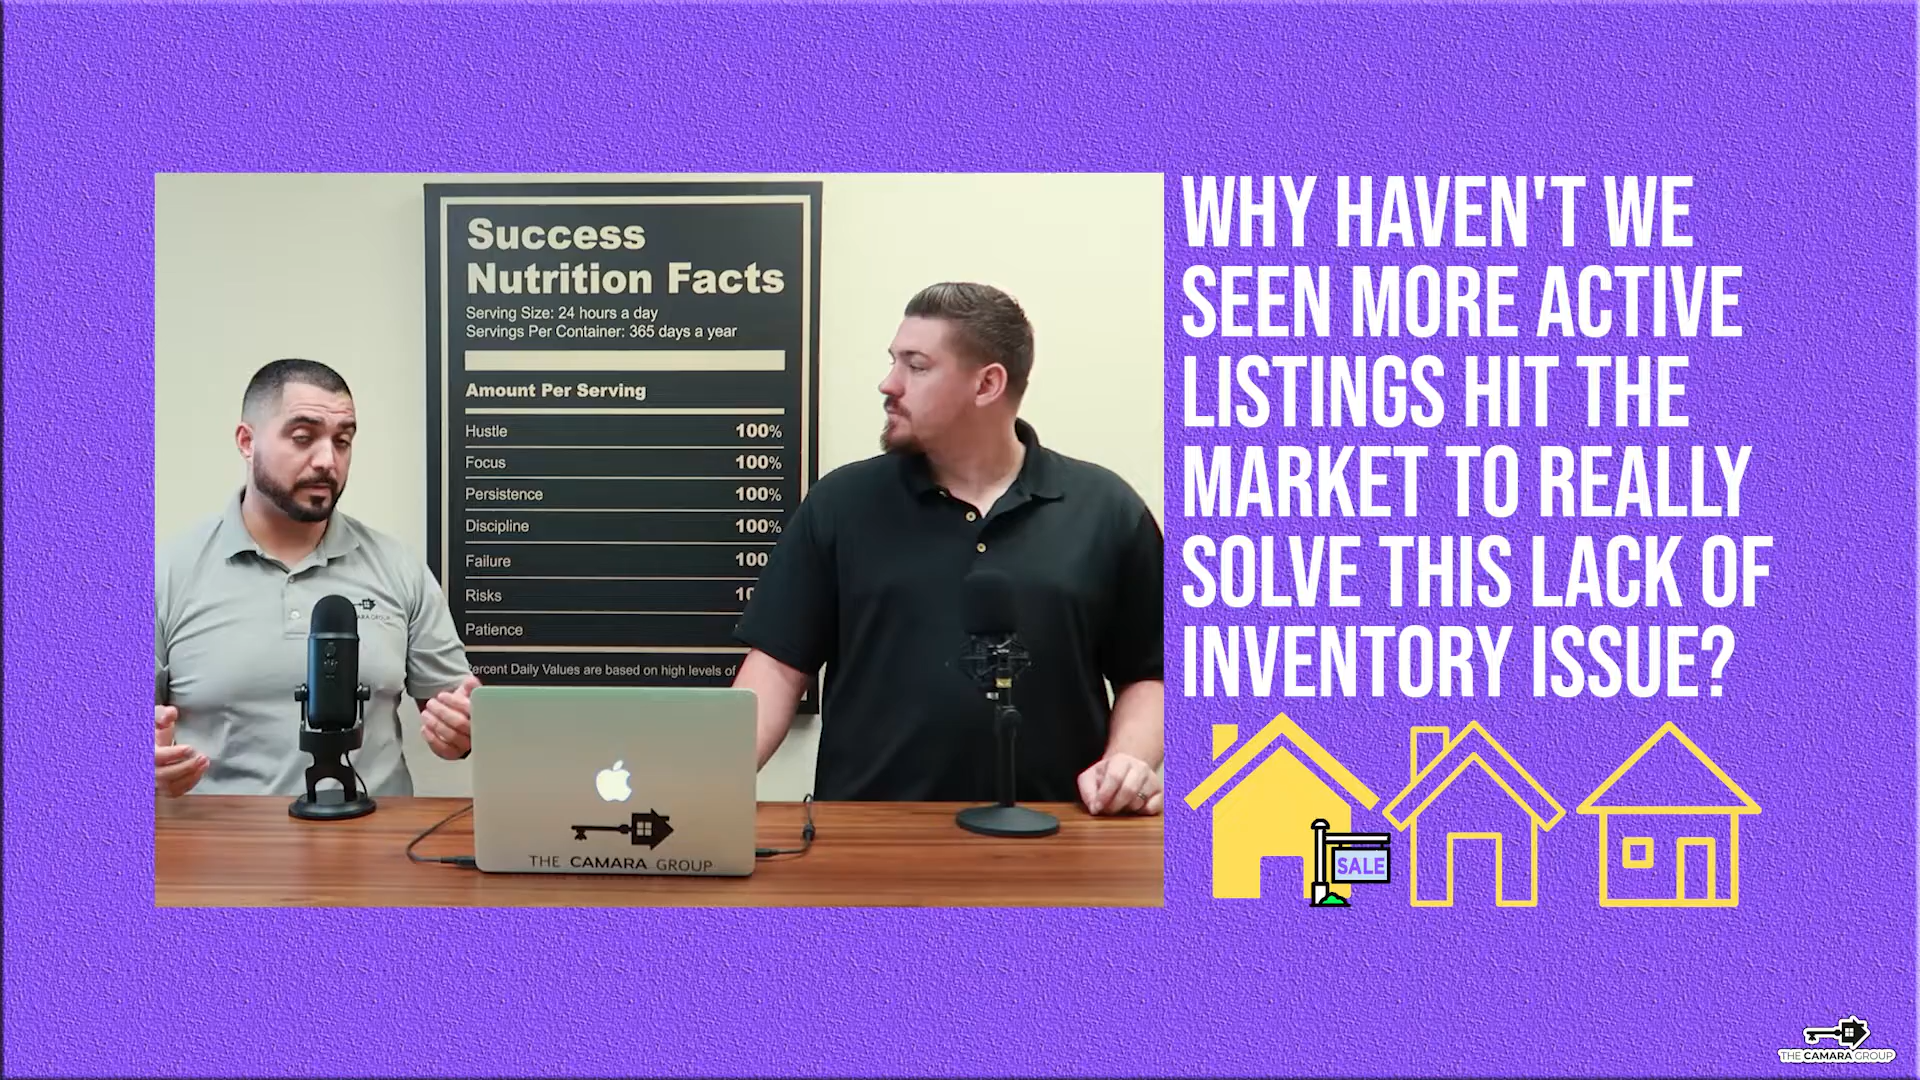 Success
Nutrition Facts
Serving Size: 24 hours a day
Servings Per Container: 365 days a year
Amount Per Serving
Hustle 100%
Focus 100%
Persistence 100%
Discipline 100%
Failure 100
Risks 10
Patience
Percent Daily Values are based on high levels of
THE CAMARA GROUP
WHY HAVEN'T WE
SEEN MORE ACTIVE
LISTINGS HIT THE
MARKET TO REALLY
SOLVE THIS LACK OF
INVENTORY ISSUE?
SALE
THE CAMARA GROUP